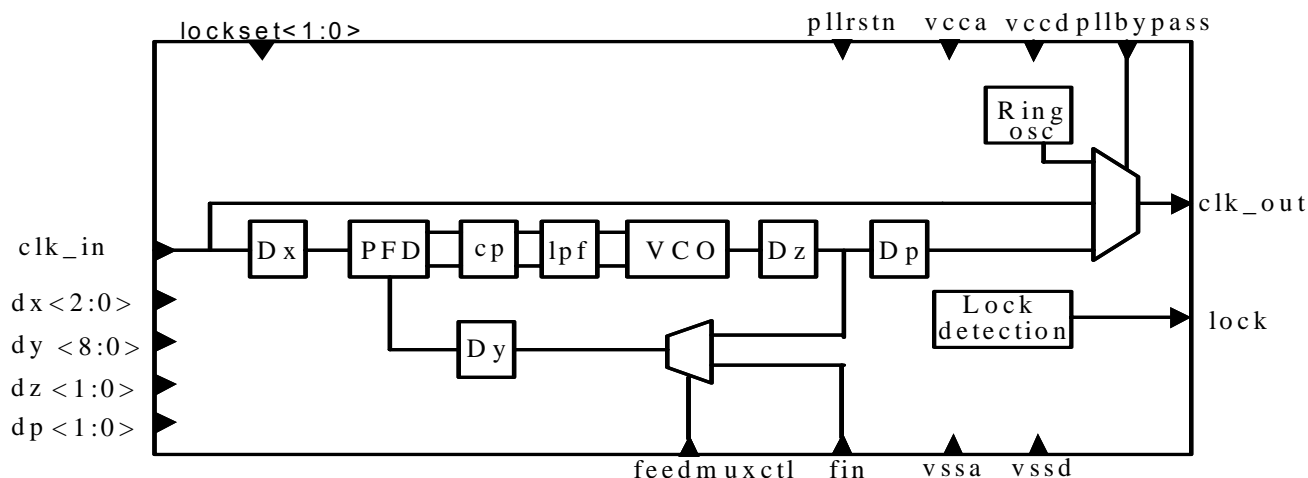 lockset<1:0>
pllrstn
vcca
vccd
pllbypass
Ring
osc
clk_out
clk_in
Dx
PFD
cp
lpf
VCO
Dz
Dp
dx<2:0>
Lock
detection
lock
dy <8:0>
Dy
dz<1:0>
dp<1:0>
feedmuxctl
fin
vssa
vssd